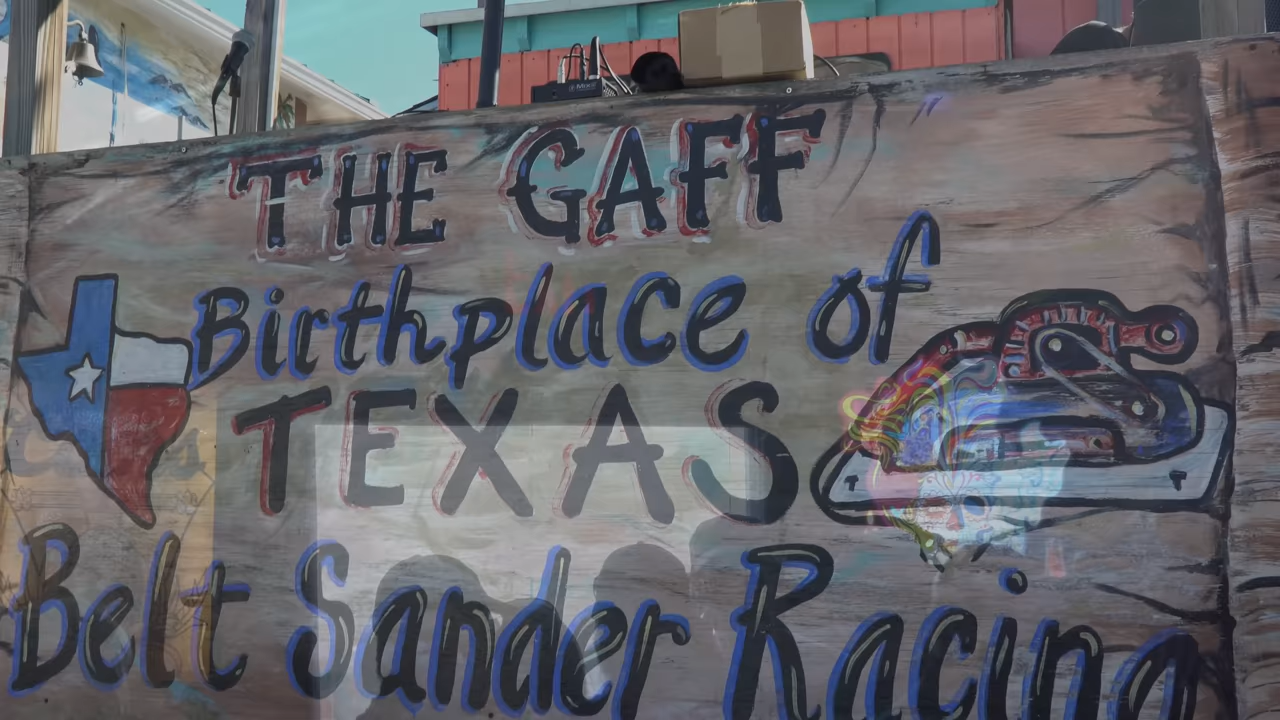 THE GAFF
Birthplace of
TEXAS
Belt Sander Racing